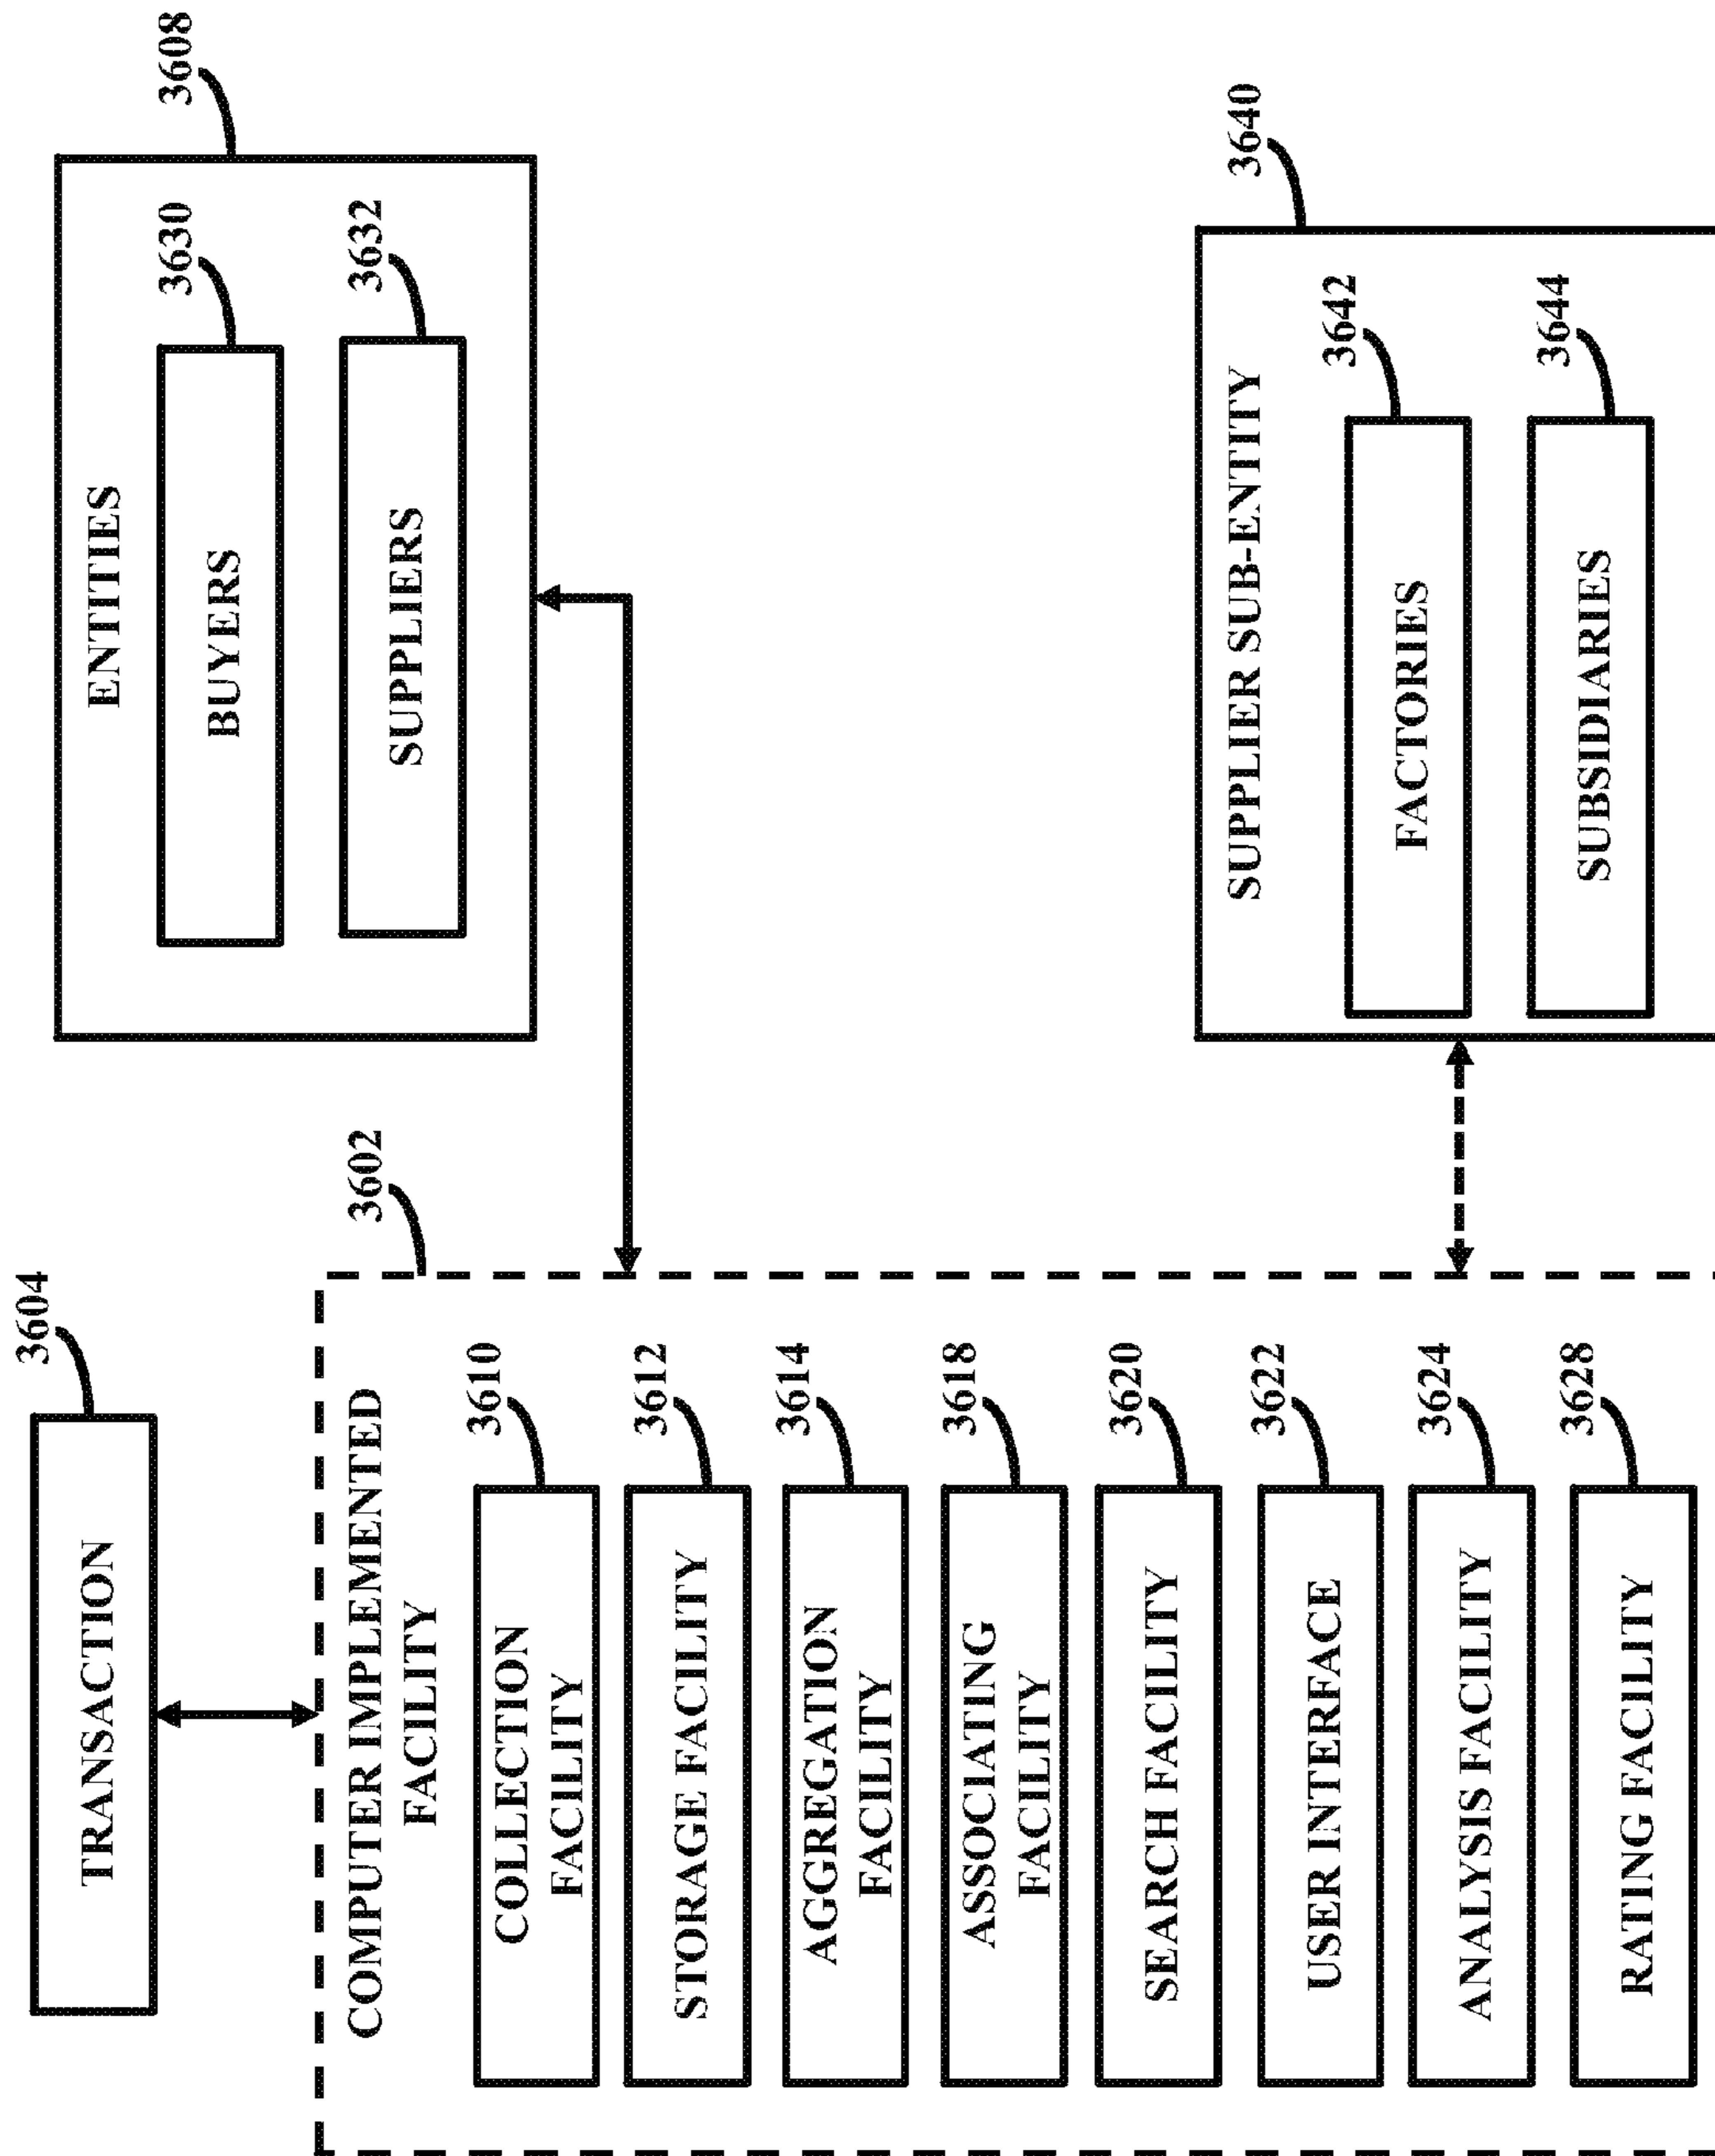 3604
TRANSACTION
3602
COMPUTER IMPLEMENTED
FACILITY
3610
COLLECTION
FACILITY
3612
STORAGE FACILITY
3614
AGGREGATION
FACILITY
3618
ASSOCIATING
FACILITY
3620
SEARCH FACILITY
3622
USER INTERFACE
3624
ANALYSIS FACILITY
3628
RATING FACILITY
3608
ENTITIES
3630
BUYERS
3632
SUPPLIERS
3640
SUPPLIER SUB-ENTITY
3642
FACTORIES
3644
SUBSIDIARIES